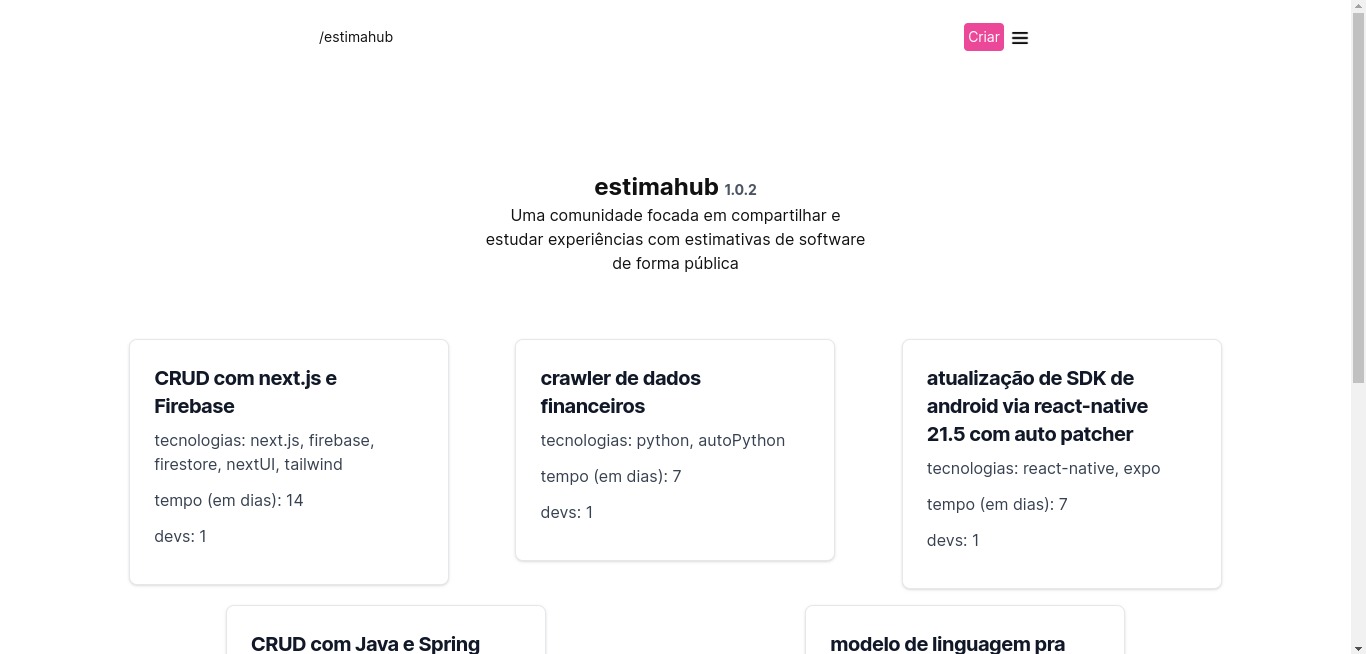 /estimahub
Criar
estimahub 1.0.2
Uma comunidade focada em compartilhar e
estudar experiências com estimativas de software
de forma pública
CRUD com next.js e
Firebase
tecnologias: next.js, firebase,
firestore, nextUI, tailwind
tempo (em dias): 14
devs: 1
crawler de dados
financeiros
tecnologias: python, autoPython
tempo (em dias): 7
devs: 1
atualização de SDK de
android via react-native
21.5 com auto patcher
tecnologias: react-native, expo
tempo (em dias): 7
devs: 1
CRUD com Java e Spring
modelo de linguagem pra